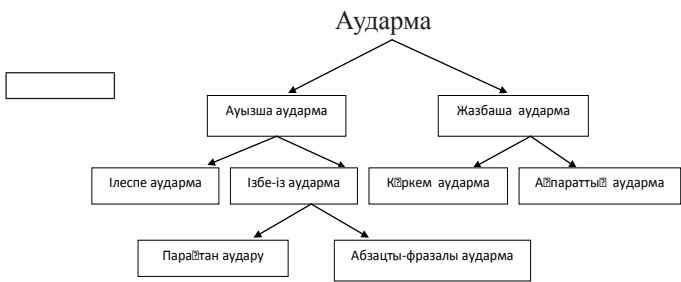 Аударма
Ауызша аударма
Жазбаша аударма
Ілеспе аударма
Ізбе-із аударма
аударма
аударма
аудару
Абзацты-фразалы аударма